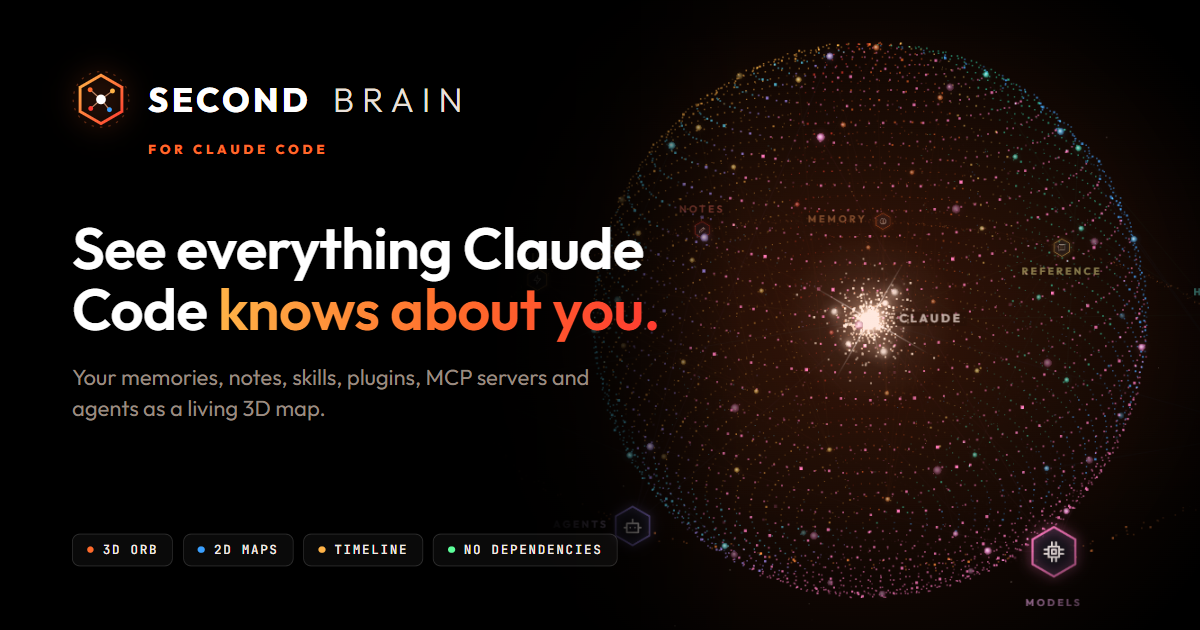 SECOND BRAIN
FOR CLAUDE CODE
See everything Claude
Code knows about you.
Your memories, notes, skills, plugins, MCP servers and
agents as a living 3D map.
3D ORB
2D MAPS
TIMELINE
NO DEPENDENCIES
NOTES
MEMORY
REFERENCE
CLAUDE
AGENTS
MODELS